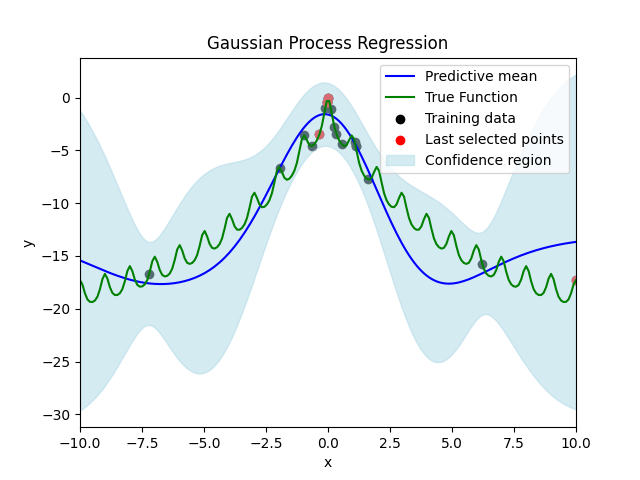 Gaussian Process Regression
Predictive mean
True Function
Training data
Last selected points
Confidence region
y
0
−5
−10
−15
−20
−25
−30
−10.0 −7.5 −5.0 −2.5 0.0 2.5 5.0 7.5 10.0
x